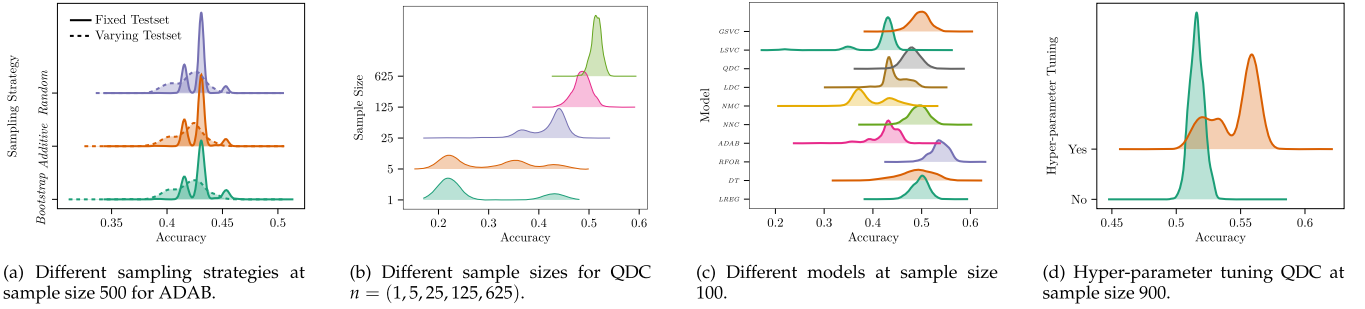 Fixed Testset
Varying Testset
Sampling Strategy
Random
Additive
Bootstrap
0.35
0.4
0.45
0.5
Accuracy
(a) Different sampling strategies at
sample size 500 for ADAB.
Sample Size
625
125
25
5
1
0.2
0.3
0.4
0.5
0.6
Accuracy
(b) Different sample sizes for QDC
n = (1, 5, 25, 125, 625).
Model
GSVC
LSVC
QDC
LDC
NMC
NNC
ADAB
RFOR
DT
LREG
0.2
0.3
0.4
0.5
0.6
Accuracy
(c) Different models at sample size
100.
Hyper-parameter Tuning
Yes
No
0.45
0.5
0.55
0.6
Accuracy
(d) Hyper-parameter tuning QDC at
sample size 900.